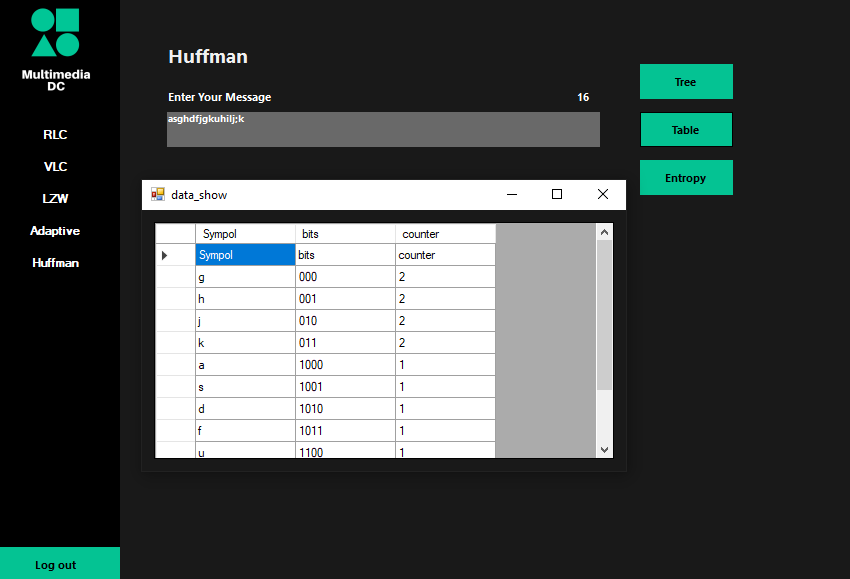 Multimedia
DC
RLC
VLC
LZW
Adaptive
Huffman
Log out
Huffman
Enter Your Message 16
asghdfjgkuhilj;k
Tree
Table
Entropy
data_show
Sympol bits counter
Sympol bits counter
g 000 2
h 001 2
j 010 2
k 011 2
a 1000 1
s 1001 1
d 1010 1
f 1011 1
u 1100 1